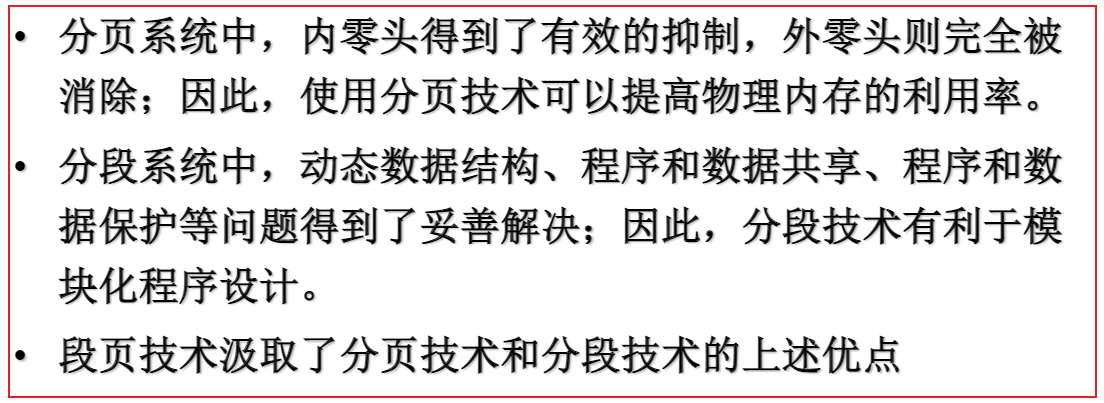 • 分页系统中，内零头得到了有效的抑制，外零头则完全被
消除；因此，使用分页技术可以提高物理内存的利用率。
• 分段系统中，动态数据结构、程序和数据共享、程序和数
据保护等问题得到了妥善解决；因此，分段技术有利于模
块化程序设计。
• 段页技术汲取了分页技术和分段技术的上述优点